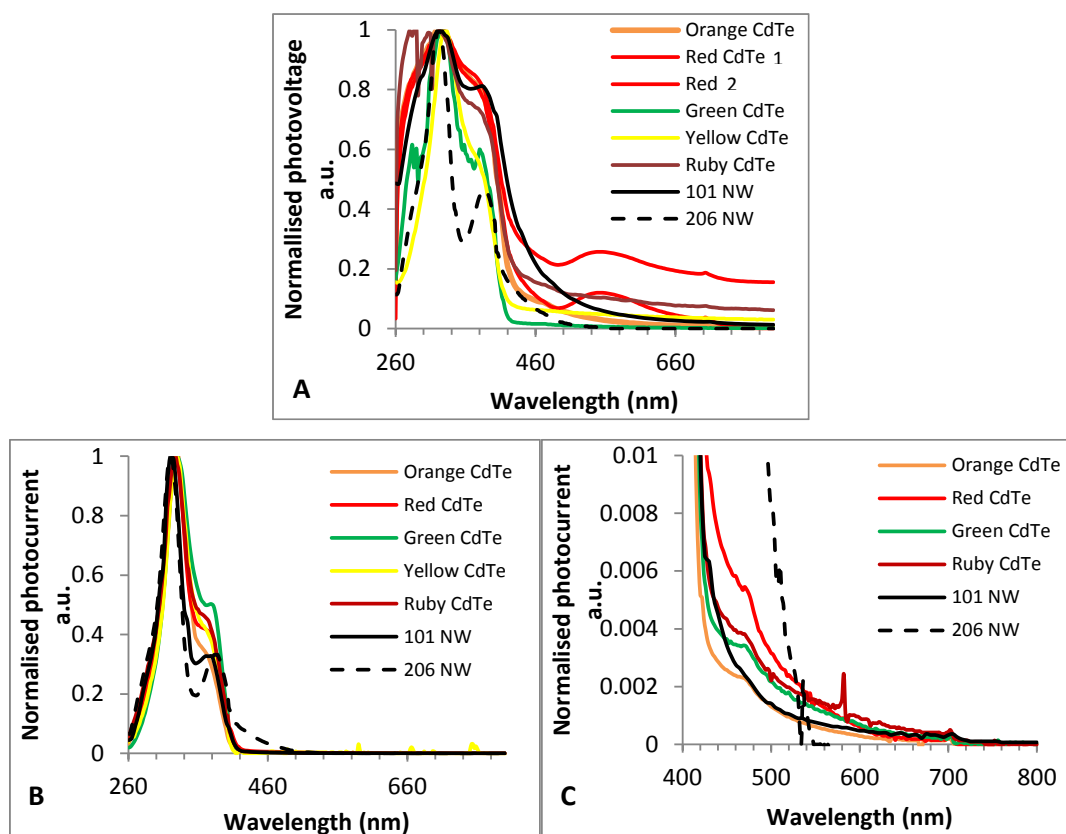 Normallised photovoltage
a.u.
1
0.8
0.6
0.4
0.2
0
260
460
660
Wavelength (nm)
A
Orange CdTe
Red CdTe 1
Red 2
Green CdTe
Yellow CdTe
Ruby CdTe
101 NW
206 NW
Normalised photocurrent
a.u.
1
0.8
0.6
0.4
0.2
0
260
460
660
Wavelength (nm)
B
Orange CdTe
Red CdTe
Green CdTe
Yellow CdTe
Ruby CdTe
101 NW
206 NW
Normalised photocurrent
a.u.
0.01
0.008
0.006
0.004
0.002
0
400
500
600
700
800
Wavelength (nm)
C
Orange CdTe
Red CdTe
Green CdTe
Ruby CdTe
101 NW
206 NW